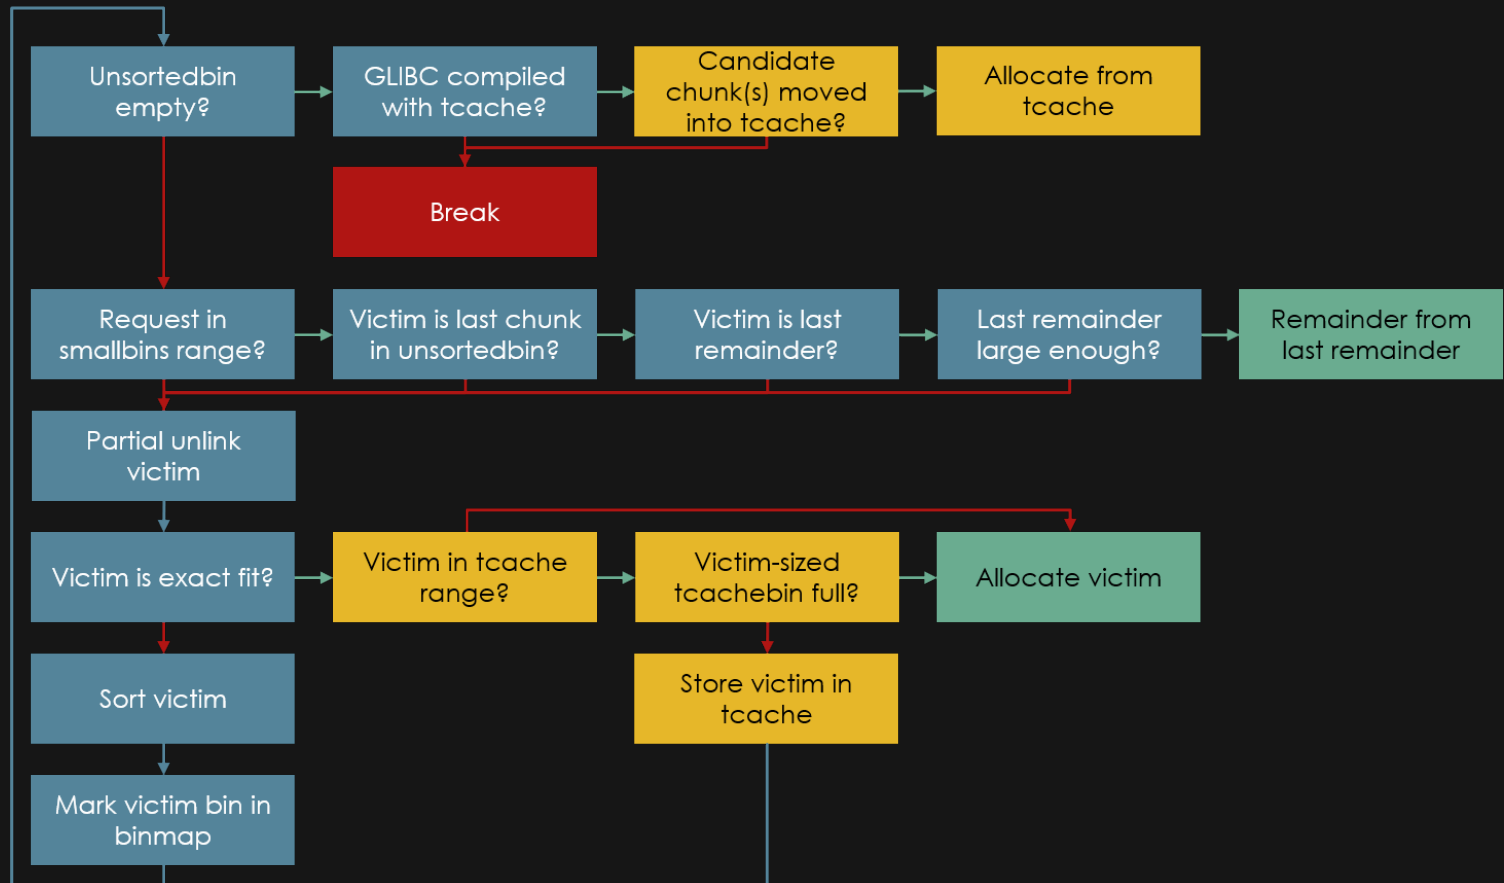 Unsortedbin
empty?
GLIBC compiled
with tcache?
Candidate
chunk(s) moved
into tcache?
Allocate from
tcache
Break
Request in
smallbins range?
Victim is last chunk
in unsortedbin?
Victim is last
remainder?
Last remainder
large enough?
Remainder from
last remainder
Partial unlink
victim
Victim is exact fit?
Victim in tcache
range?
Victim-sized
tcachebin full?
Allocate victim
Sort victim
Store victim in
tcache
Mark victim bin in
binmap